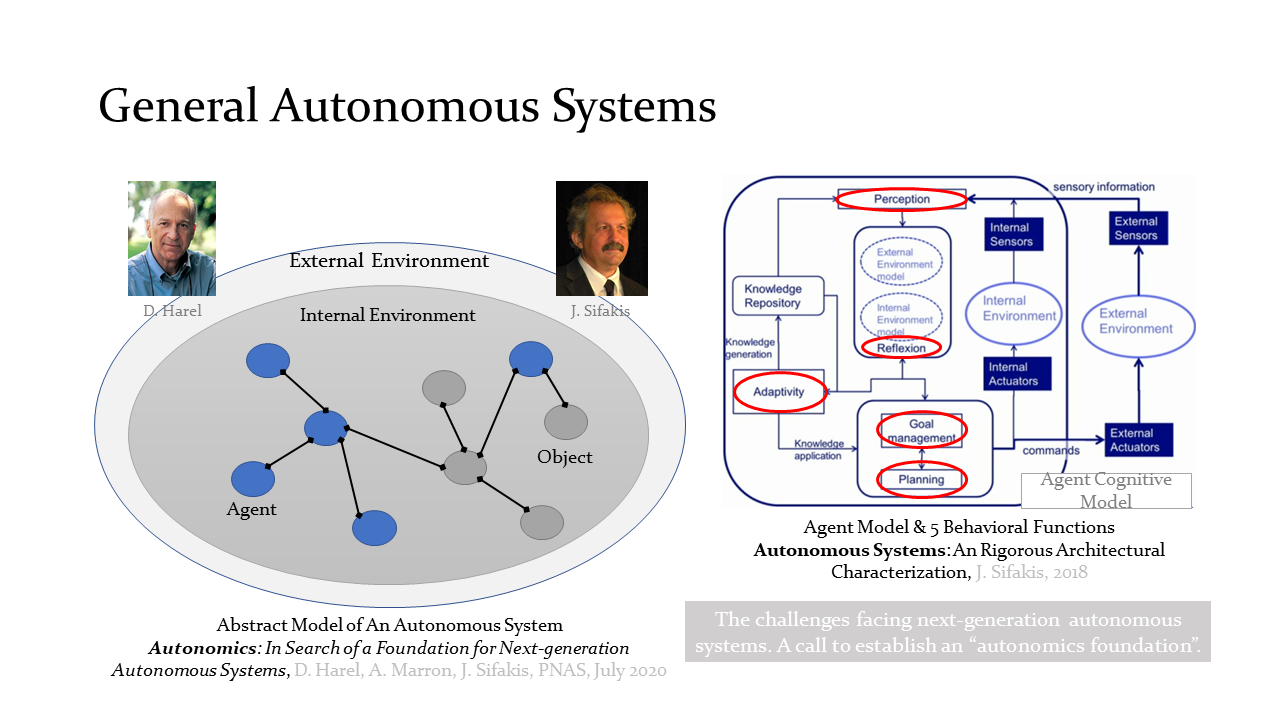 General Autonomous Systems
External Environment
D. Harel
J. Sifakis
Internal Environment
Object
Agent
Abstract Model of An Autonomous System
Autonomics: In Search of a Foundation for Next-generation
Autonomous Systems, D. Harel, A. Marron, J. Sifakis, PNAS, July 2020
sensory information
Perception
Internal
Sensors
External
Sensors
External
Environment
model
Knowledge
Repository
Internal
Environment
model
Reflexion
Internal
Environment
External
Environment
Knowledge
generation
Internal
Actuators
Adaptivity
Goal
management
Knowledge
application
commands
External
Actuators
Planning
Agent Cognitive
Model
Agent Model & 5 Behavioral Functions
Autonomous Systems: An Rigorous Architectural
Characterization, J. Sifakis, 2018
The challenges facing next-generation autonomous
systems. A call to establish an “autonomics foundation”.